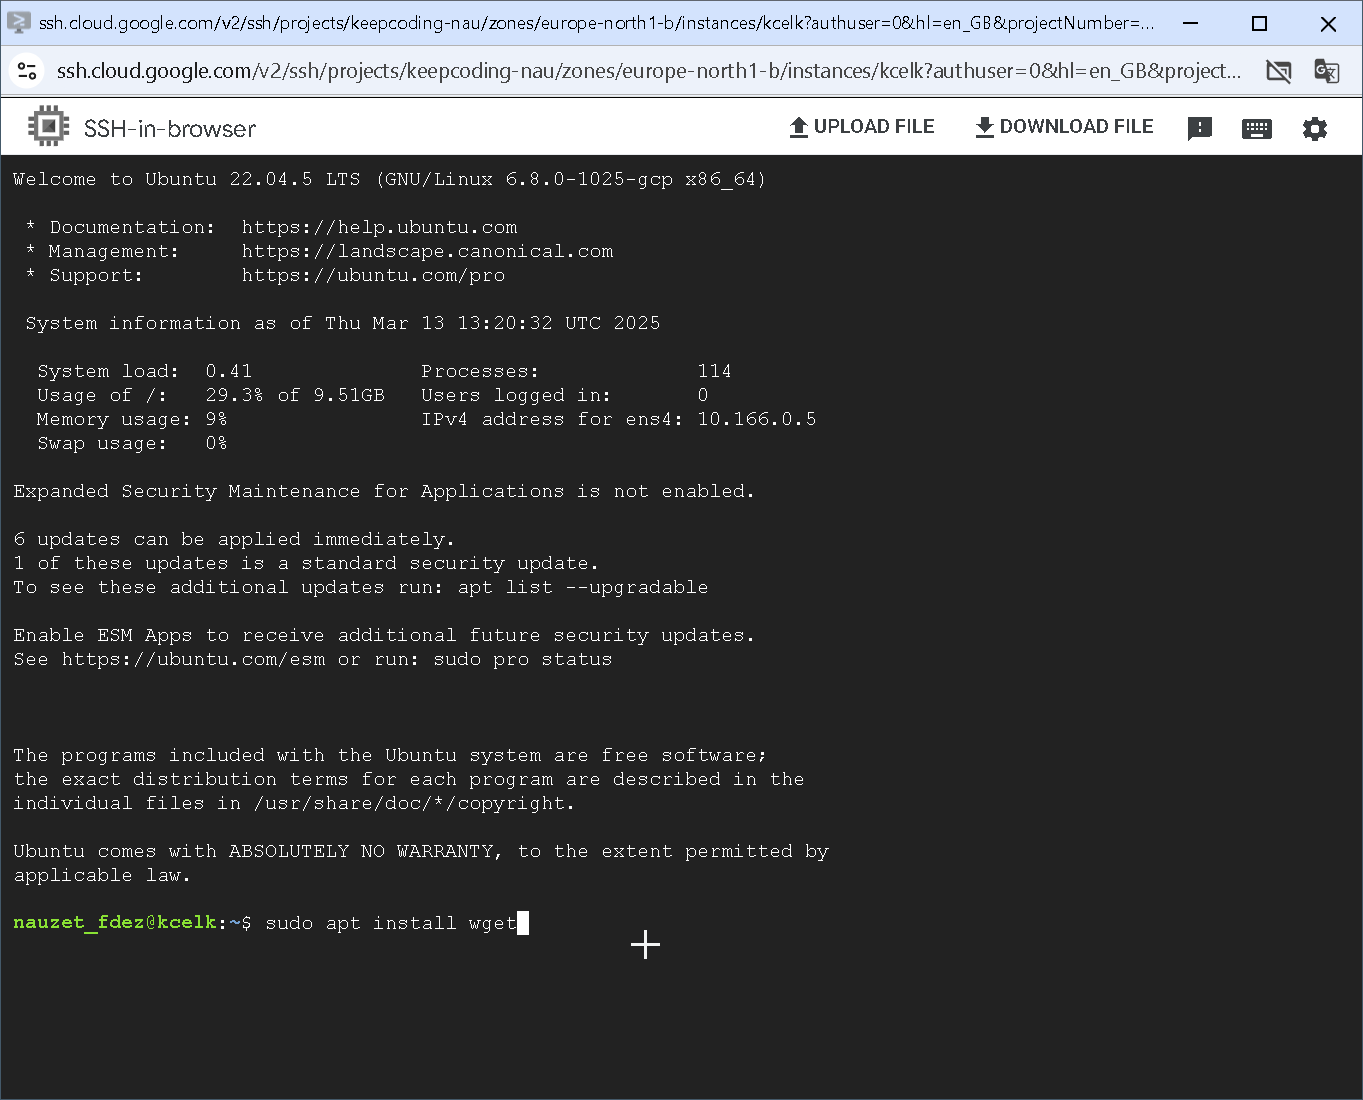 ssh.cloud.google.com/v2/ssh/projects/keepcoding-nau/zones/europe-north1-b/instances/kcelk?authuser=0&hl=en_GB&projectNumber=...
ssh.cloud.google.com/v2/ssh/projects/keepcoding-nau/zones/europe-north1-b/instances/kcelk?authuser=0&hl=en_GB&project...
SSH-in-browser UPLOAD FILE DOWNLOAD FILE
Welcome to Ubuntu 22.04.5 LTS (GNU/Linux 6.8.0-1025-gcp x86_64)
* Documentation: https://help.ubuntu.com
* Management: https://landscape.canonical.com
* Support: https://ubuntu.com/pro
System information as of Thu Mar 13 13:20:32 UTC 2025
System load: 0.41 Processes: 114
Usage of /: 29.3% of 9.51GB Users logged in: 0
Memory usage: 9% IPv4 address for ens4: 10.166.0.5
Swap usage: 0%
Expanded Security Maintenance for Applications is not enabled.
6 updates can be applied immediately.
1 of these updates is a standard security update.
To see these additional updates run: apt list --upgradable
Enable ESM Apps to receive additional future security updates.
See https://ubuntu.com/esm or run: sudo pro status
The programs included with the Ubuntu system are free software;
the exact distribution terms for each program are described in the
individual files in /usr/share/doc/*/copyright.
Ubuntu comes with ABSOLUTELY NO WARRANTY, to the extent permitted by
applicable law.
nauzet_fdez@kcelk:~$ sudo apt install wget